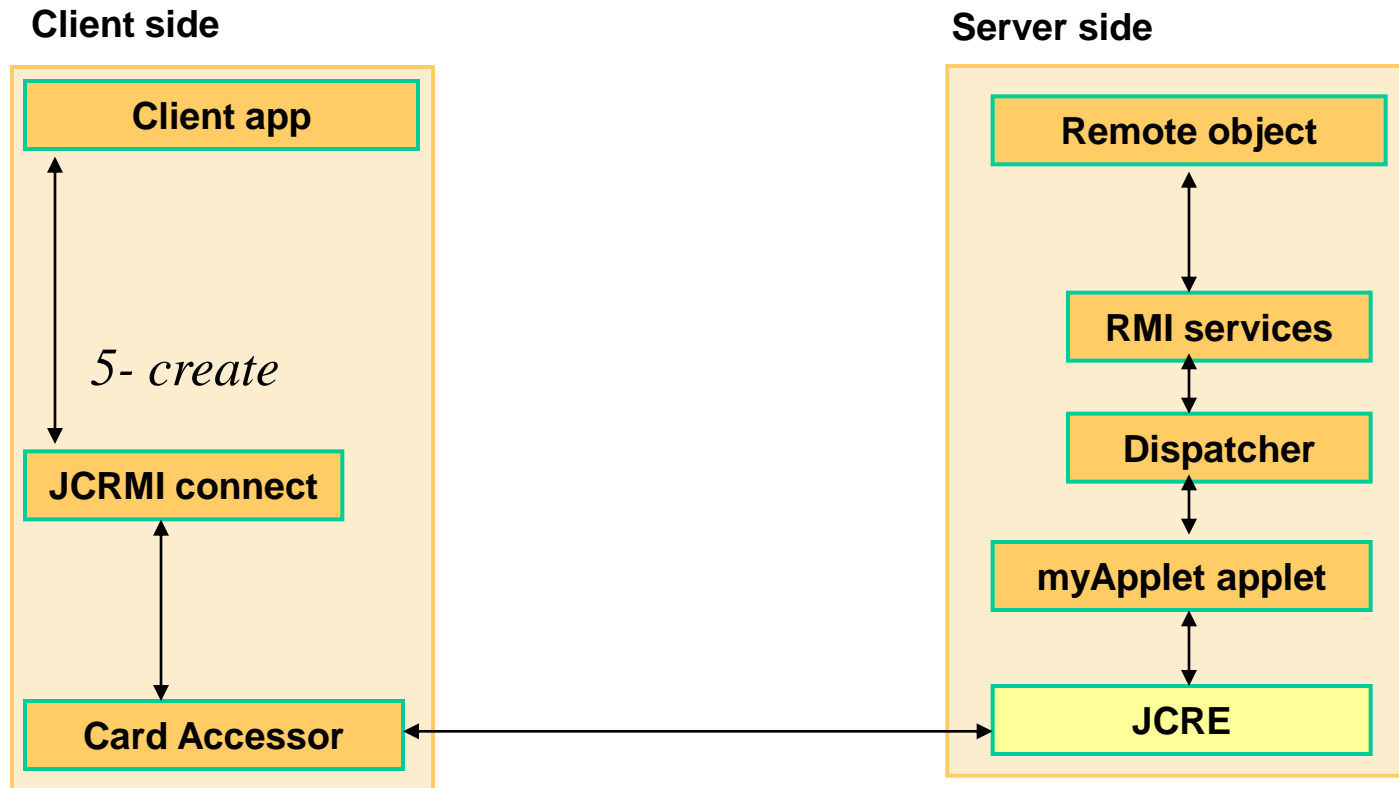 Client side
Client app
5- create
JCRMI connect
Card Accessor
Server side
Remote object
RMI services
Dispatcher
myApplet applet
JCRE